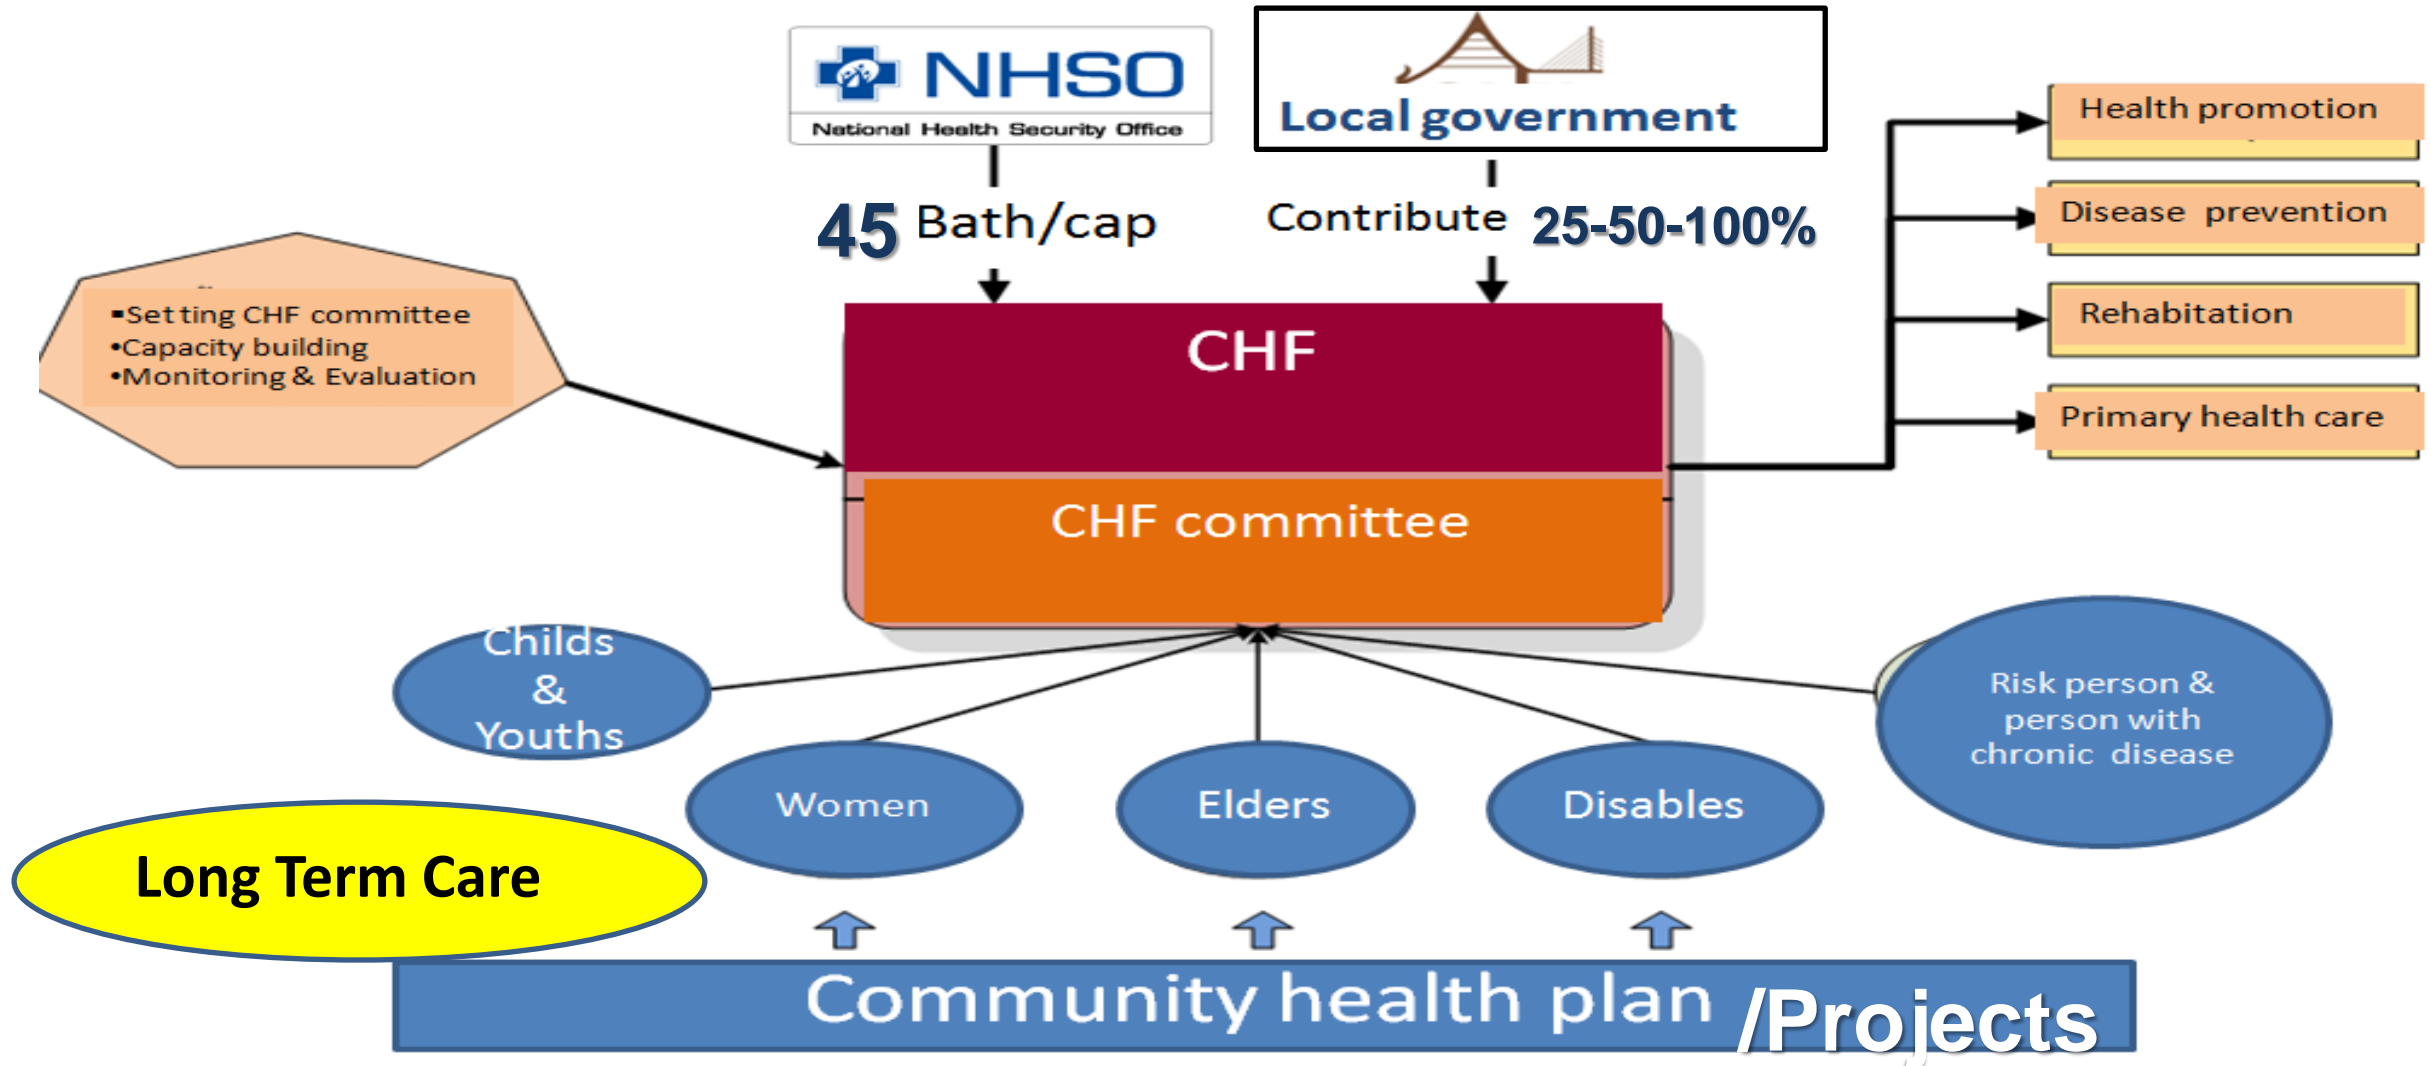 NHSO
National Health Security Office
Local government
45 Bath/cap
Contribute 25-50-100%
▪Setting CHF committee
•Capacity building
•Monitoring & Evaluation
CHF
CHF committee
Health promotion
Disease prevention
Rehabitation
Primary health care
Childs
&
Youths
Women
Elders
Disables
Risk person &
person with
chronic disease
Long Term Care
Community health plan /Projects